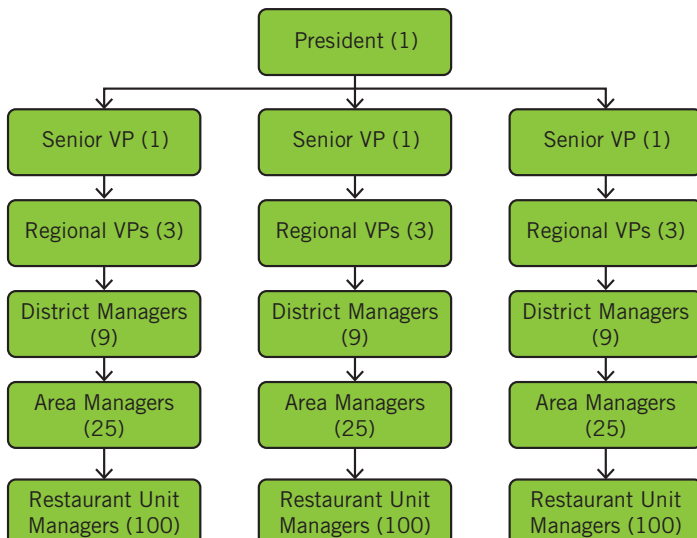 President (1)
Senior VP (1)
Senior VP (1)
Senior VP (1)
Regional VPs (3)
Regional VPs (3)
Regional VPs (3)
District Managers
(9)
District Managers
(9)
District Managers
(9)
Area Managers
(25)
Area Managers
(25)
Area Managers
(25)
Restaurant Unit
Managers (100)
Restaurant Unit
Managers (100)
Restaurant Unit
Managers (100)